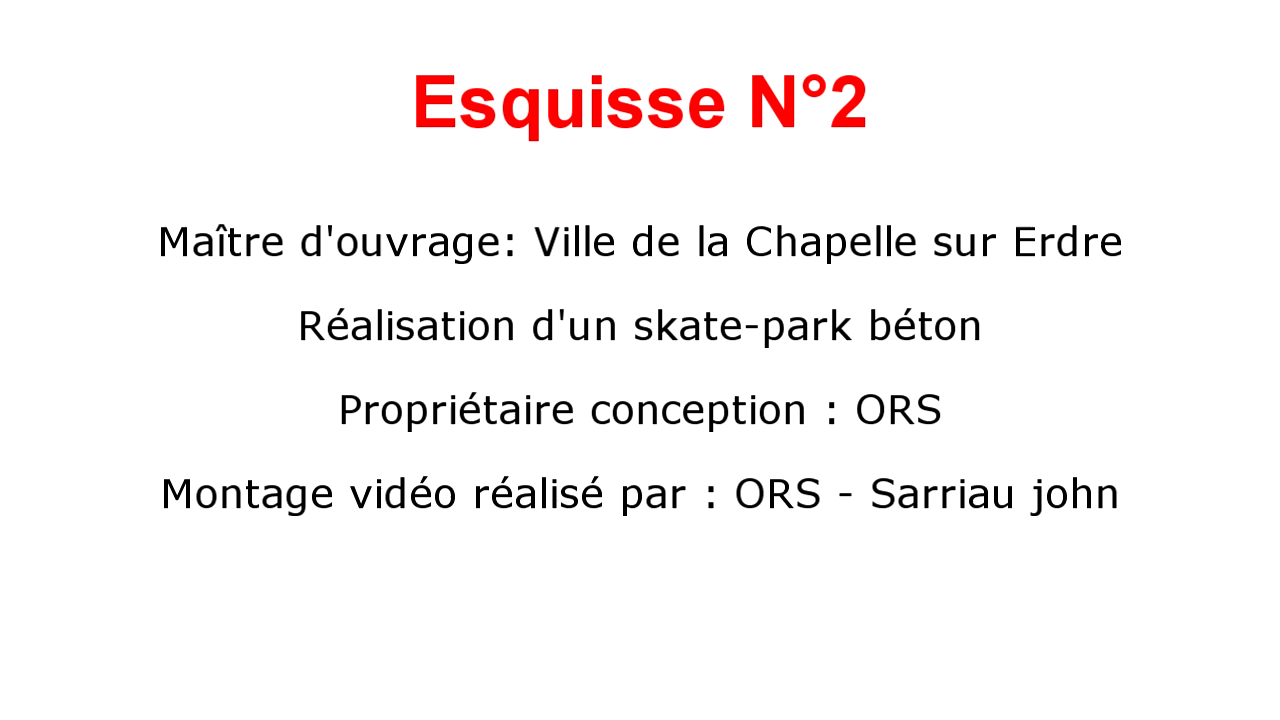 Esquisse N°2
Maître d'ouvrage: Ville de la Chapelle sur Erdre
Réalisation d'un skate-park béton
Propriétaire conception : ORS
Montage vidéo réalisé par : ORS - Sarriau john